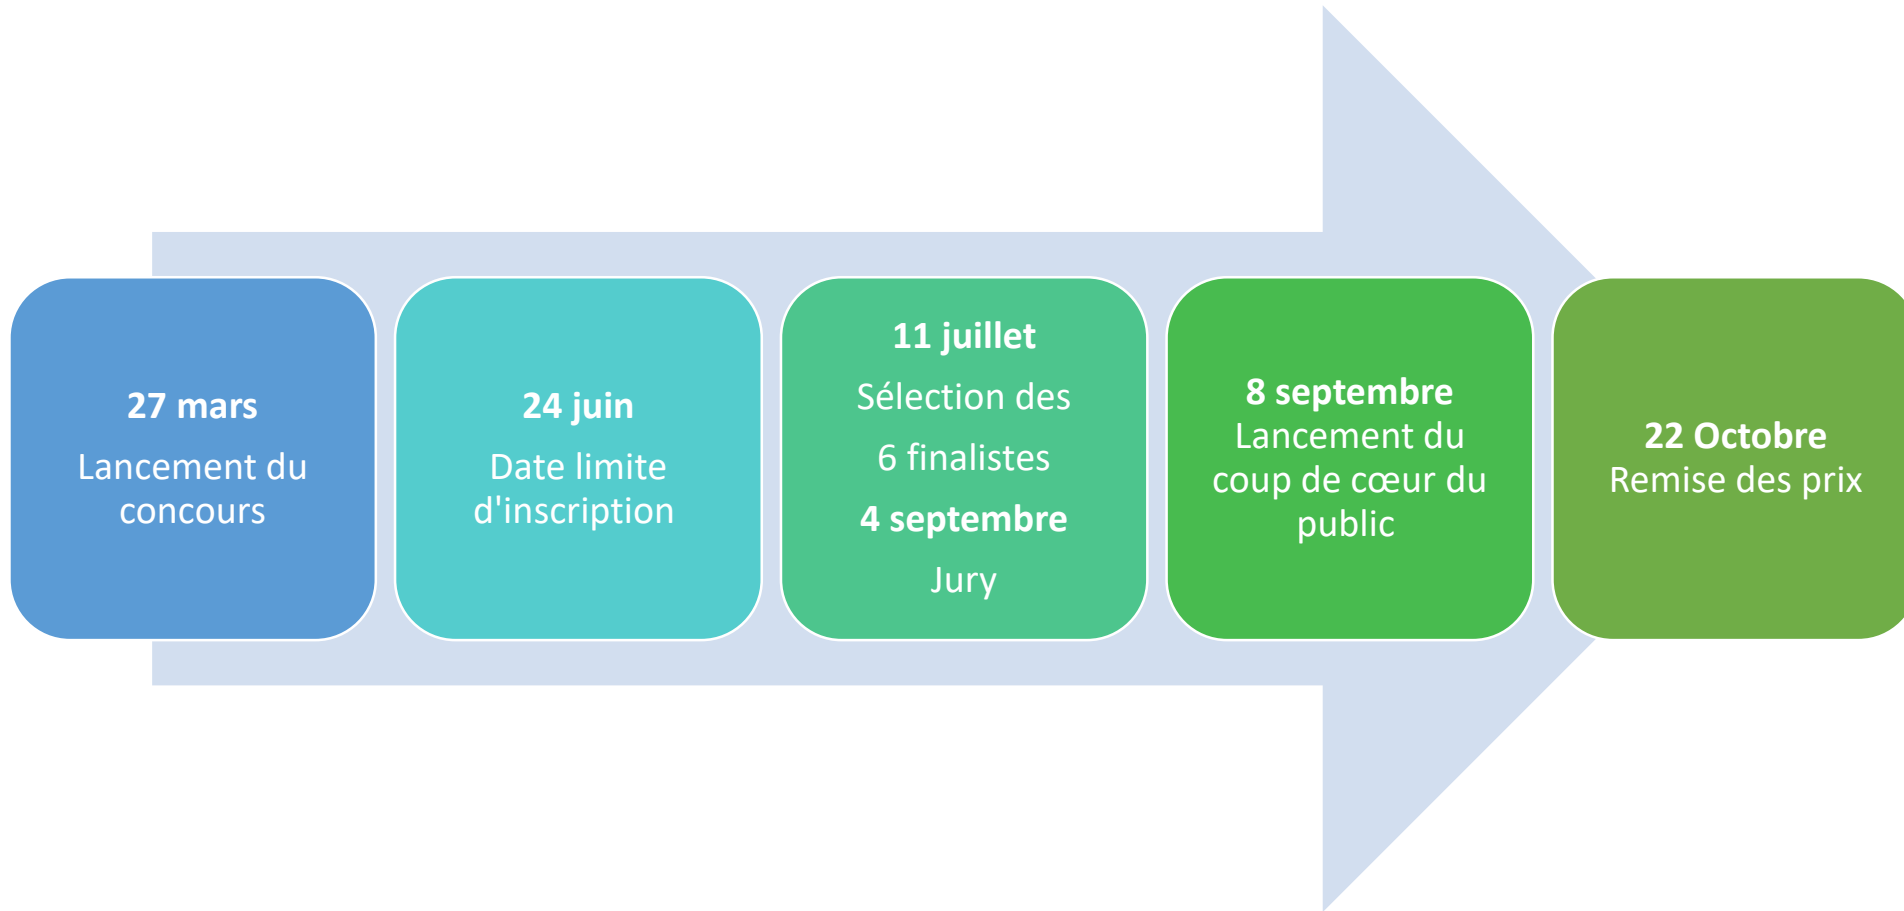 27 mars
Lancement du
concours
24 juin
Date limite
d'inscription
11 juillet
Sélection des
6 finalistes
4 septembre
Jury
8 septembre
Lancement du
coup de cœur du
public
22 Octobre
Remise des prix